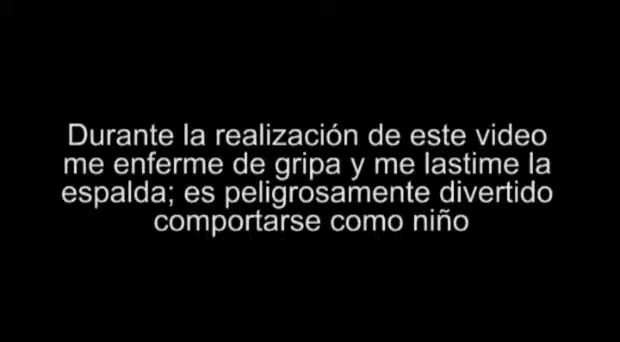 Durante la realización de este video
me enferme de gripa y me lastime la
espalda; es peligrosamente divertido
comportarse como niño